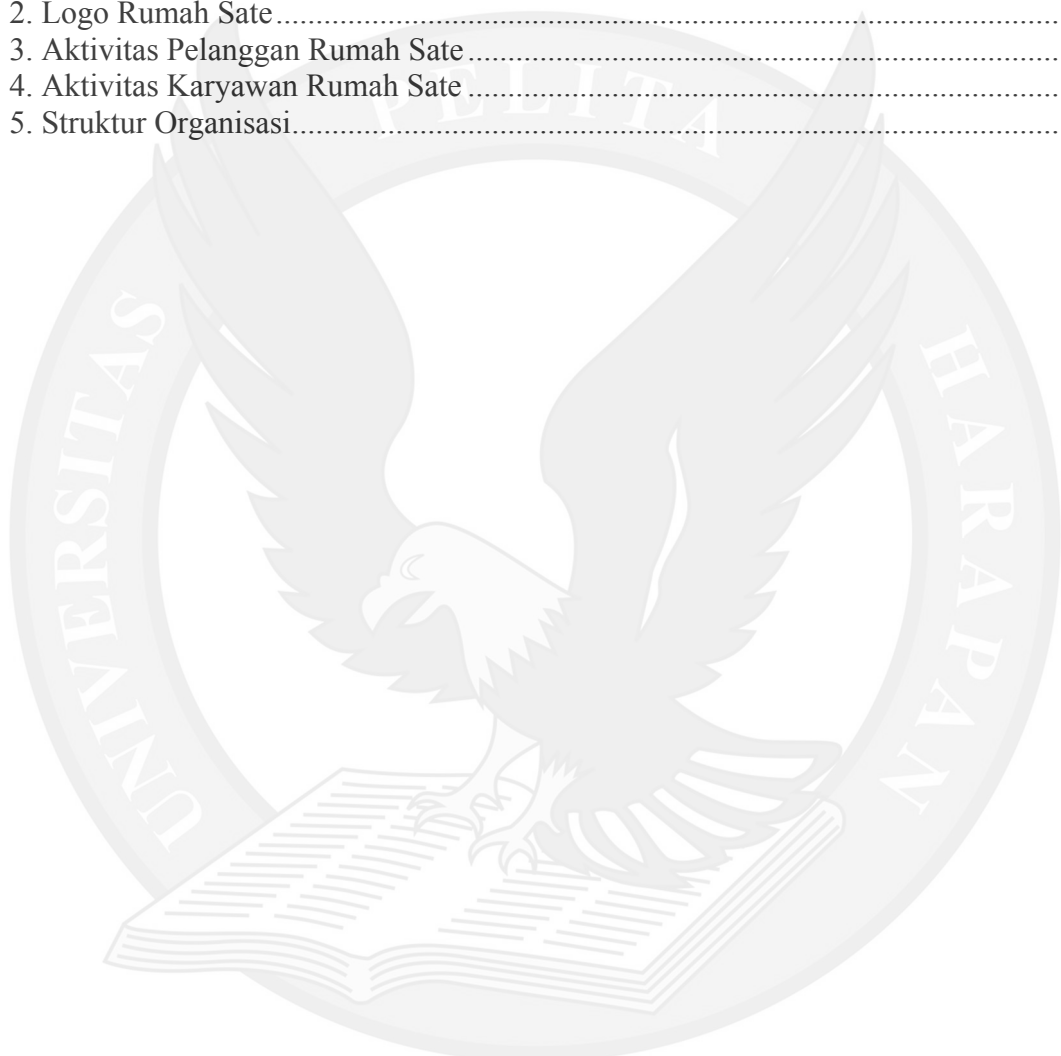 2. Logo Rumah Sate........................................................................................................
3. Aktivitas Pelanggan Rumah Sate................................................................................
4. Aktivitas Karyawan Rumah Sate................................................................................
5. Struktur Organisasi......................................................................................................
UNIVERSITAS PELITA HARAPAN